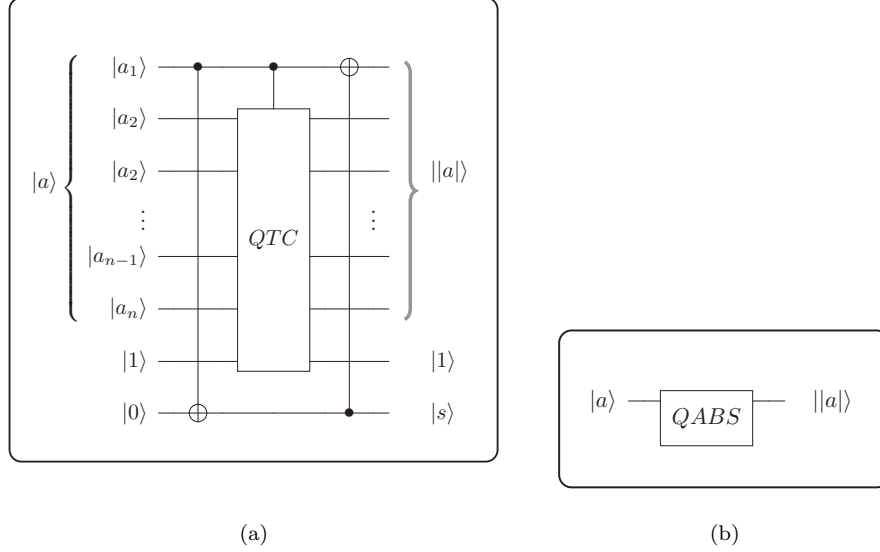 |a⟩
|a₁⟩
|a₂⟩
|a₂⟩
⋮
|aₙ₋₁⟩
|aₙ⟩
|1⟩
|0⟩
QTC
⋮
||a|⟩
|1⟩
|s⟩
(a)
|a⟩ QABS ||a|⟩
(b)